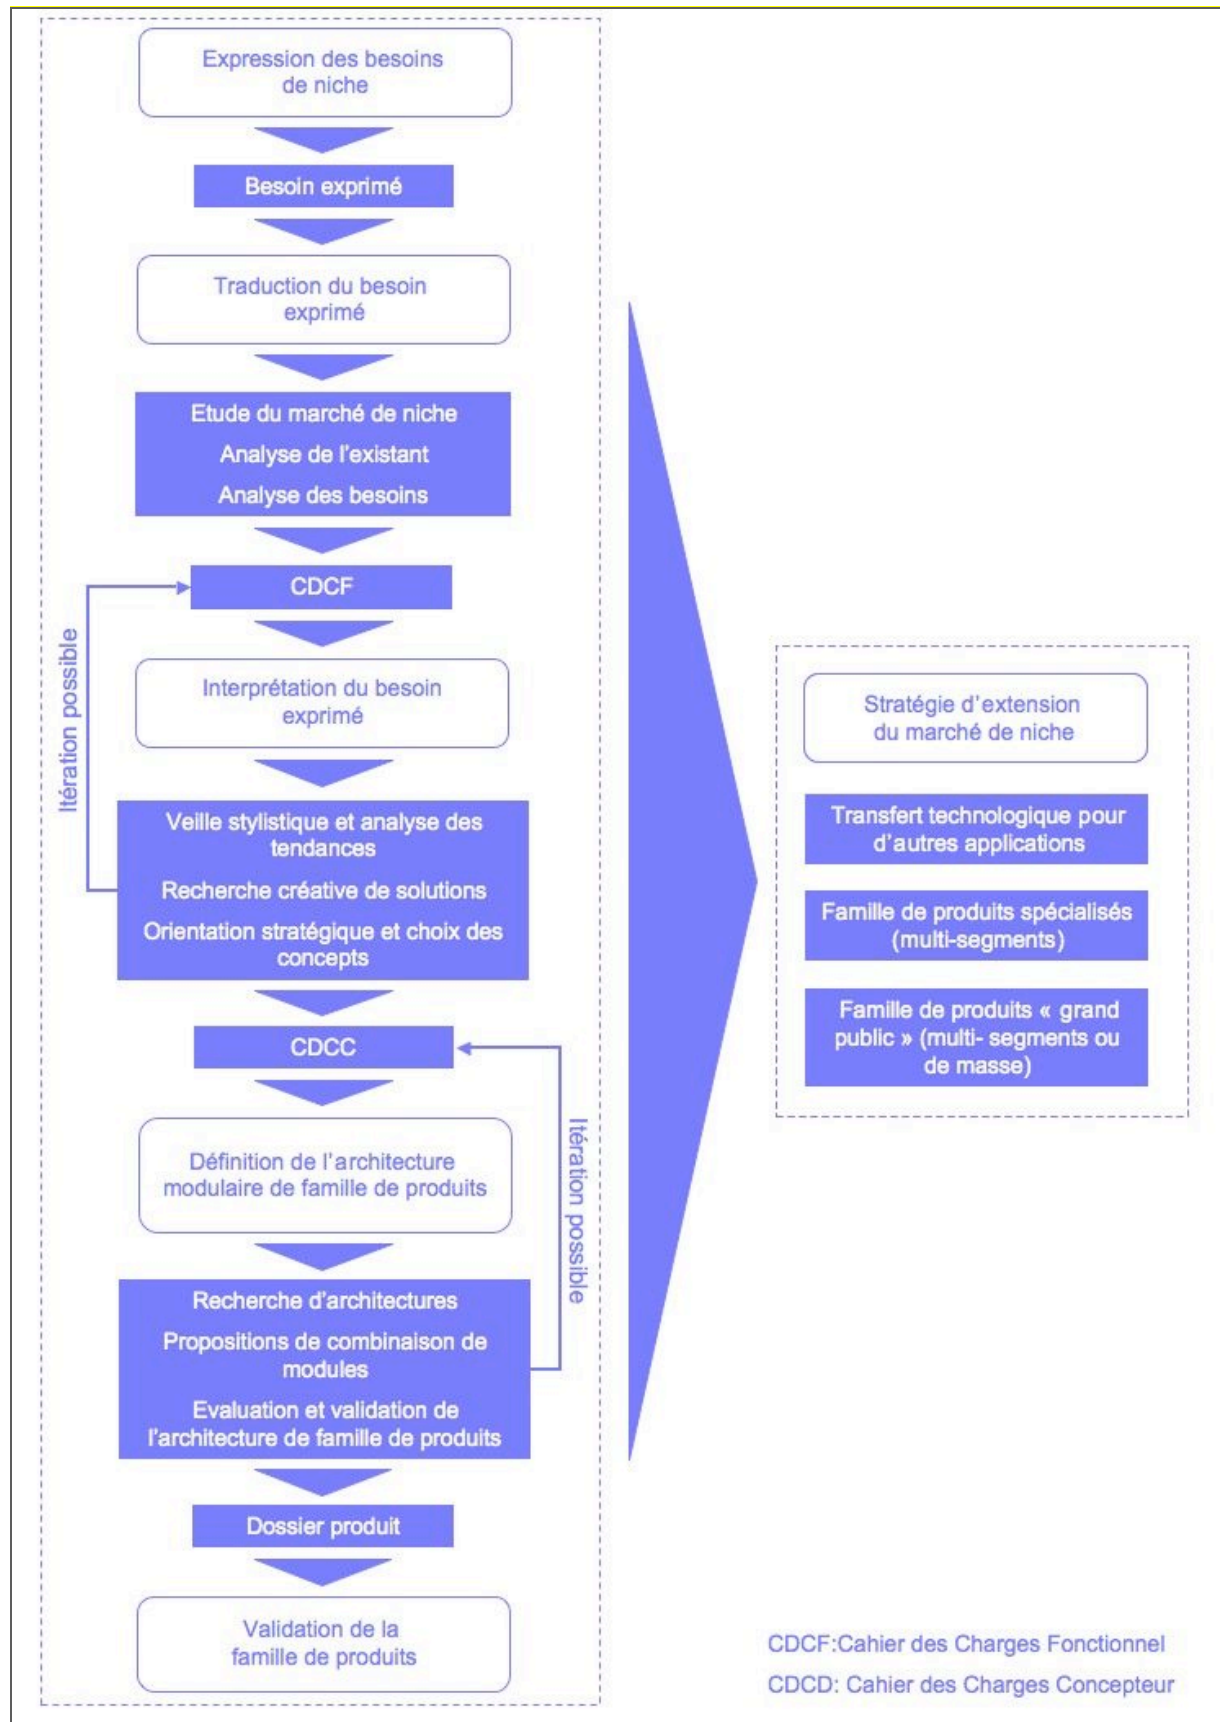 Expression des besoins
de niche
Besoin exprimé
Traduction du besoin
exprimé
Etude du marché de niche
Analyse de l'existant
Analyse des besoins
CDCF
Itération possible
Interprétation du besoin
exprimé
Veille stylistique et analyse des
tendances
Recherche créative de solutions
Orientation stratégique et choix des
concepts
CDCC
Itération possible
Définition de l'architecture
modulaire de famille de produits
Recherche d'architectures
Propositions de combinaison de
modules
Evaluation et validation de
l'architecture de famille de produits
Dossier produit
Validation de la
famille de produits
Stratégie d'extension
du marché de niche
Transfert technologique pour
d'autres applications
Famille de produits spécialisés
(multi-segments)
Famille de produits « grand
public » (multi- segments ou
de masse)
CDCF:Cahier des Charges Fonctionnel
CDCD: Cahier des Charges Concepteur